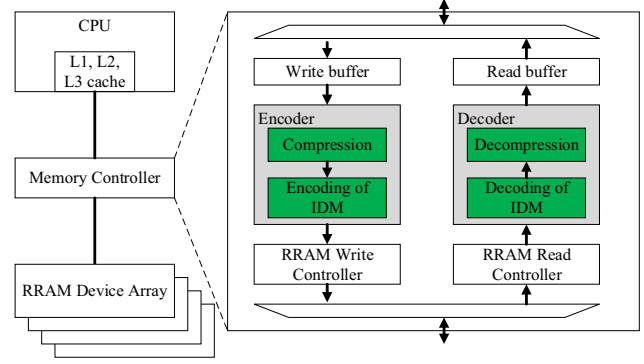 CPU
L1, L2,
L3 cache
Memory Controller
RRAM Device Array
Write buffer
Encoder
Compression
Encoding of
IDM
RRAM Write
Controller
Read buffer
Decoder
Decompression
Decoding of
IDM
RRAM Read
Controller